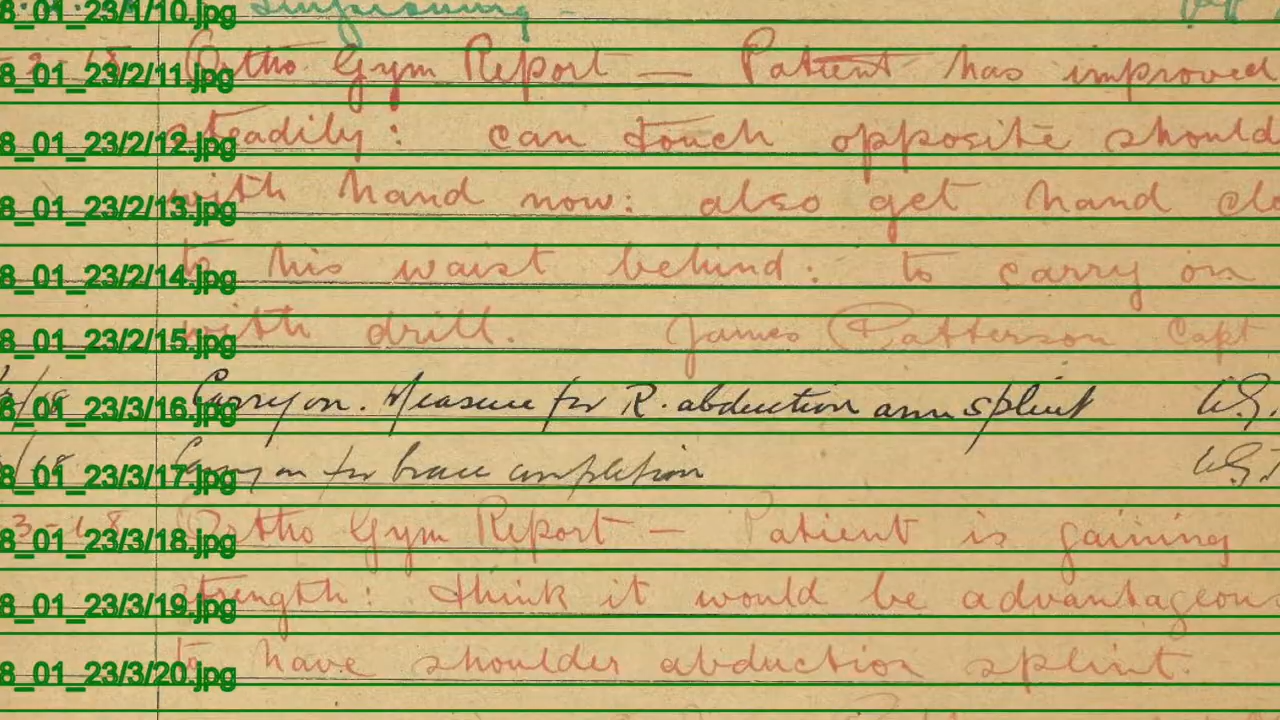 8_01_23/1/10.jpg Improving -
8_01_23/2/11.jpg Ortho Gym Report — Patient has improved
8_01_23/2/12.jpg steadily: can touch opposite should
8_01_23/2/13.jpg with hand now: also get hand clo
8_01_23/2/14.jpg to his waist behind: to carry on
8_01_23/2/15.jpg with drill. James Patterson Capt
8_01_23/3/16.jpg Carry on. Measure for R. abduction arm splint W.G.
8_01_23/3/17.jpg Carry on for brace completion
8_01_23/3/18.jpg 3-18 Ortho Gym Report — Patient is gaining
8_01_23/3/19.jpg strength: think it would be advantageou
8_01_23/3/20.jpg to have shoulder abduction splint.